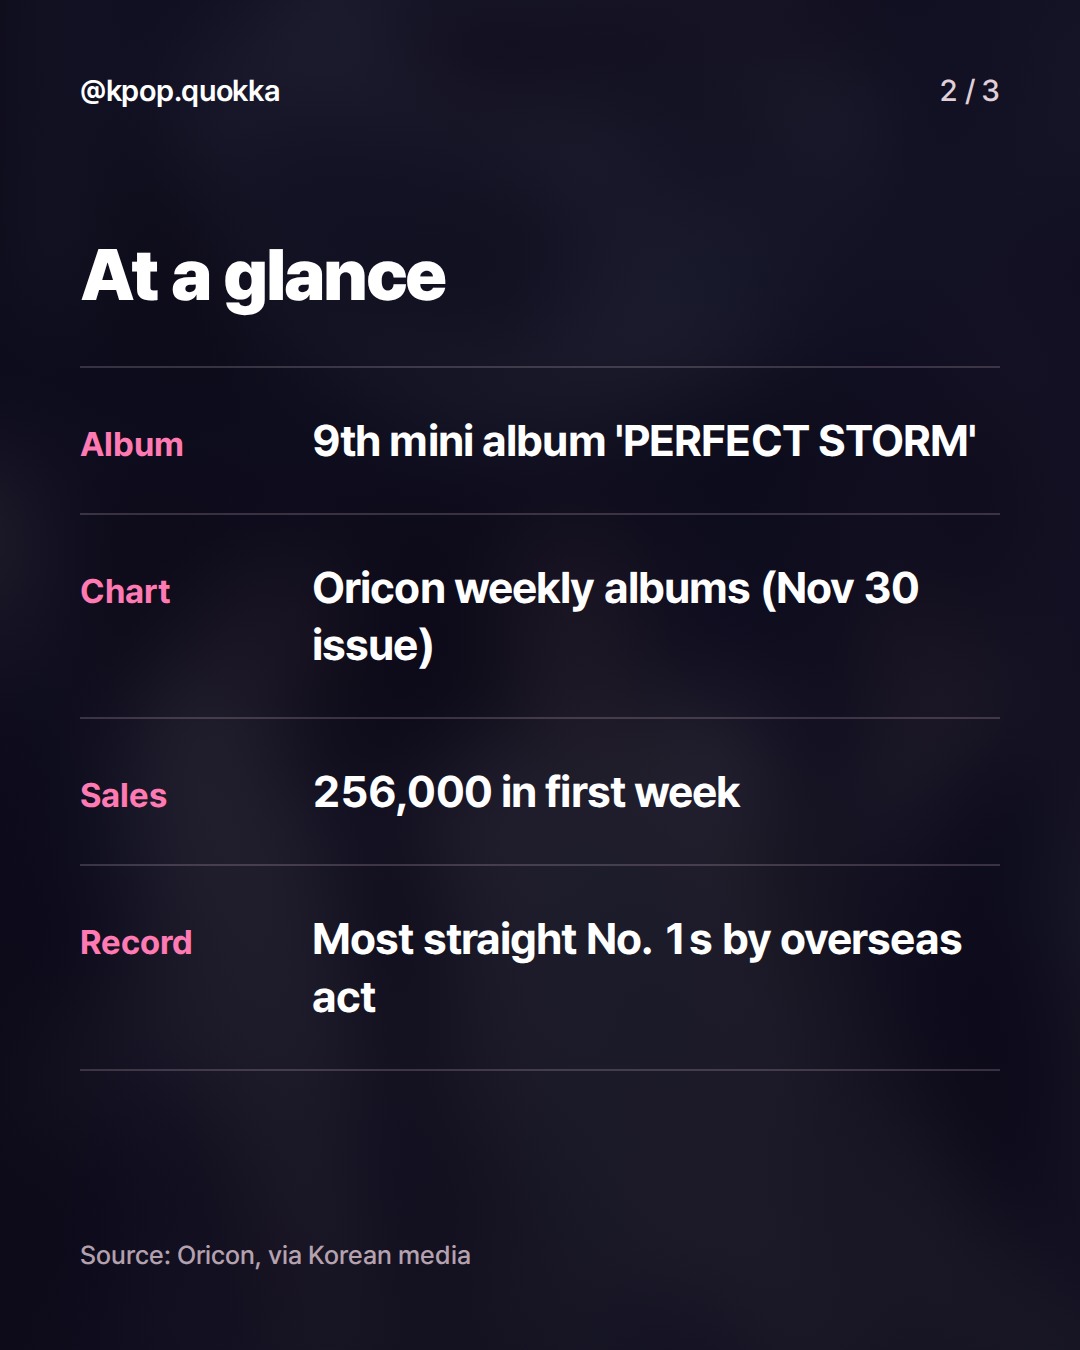 @kpop.quokka
2 / 3
At a glance
Album
9th mini album 'PERFECT STORM'
Chart
Oricon weekly albums (Nov 30
issue)
Sales
256,000 in first week
Record
Most straight No. 1s by overseas
act
Source: Oricon, via Korean media